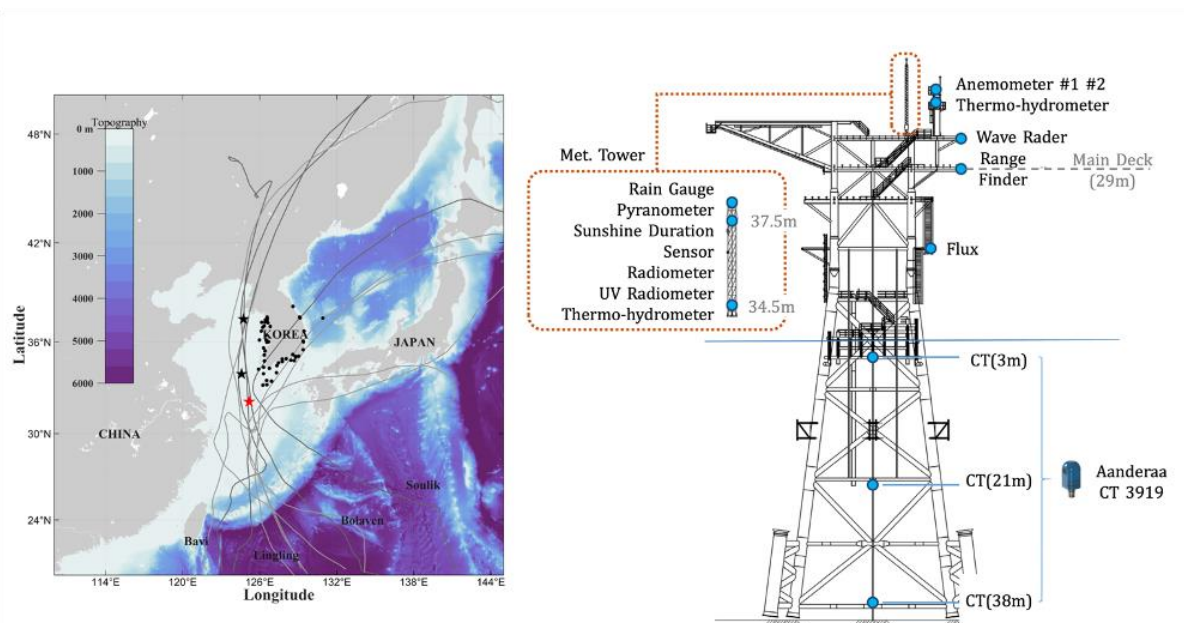 Topography
0 m
1000
2000
3000
4000
5000
6000
48°N
42°N
36°N
30°N
24°N
Latitude
114°E
120°E
126°E
132°E
138°E
144°E
Longitude
KOREA
JAPAN
CHINA
Soulik
Bolaven
Bavi
Lingling
Anemometer #1 #2
Thermo-hydrometer
Wave Rader
Range
Finder
Main Deck
(29m)
Met. Tower
Rain Gauge
Pyranometer
37.5m
Sunshine Duration
Sensor
Radiometer
UV Radiometer
34.5m
Thermo-hydrometer
Flux
CT(3m)
CT(21m)
Aanderaa
CT 3919
CT(38m)